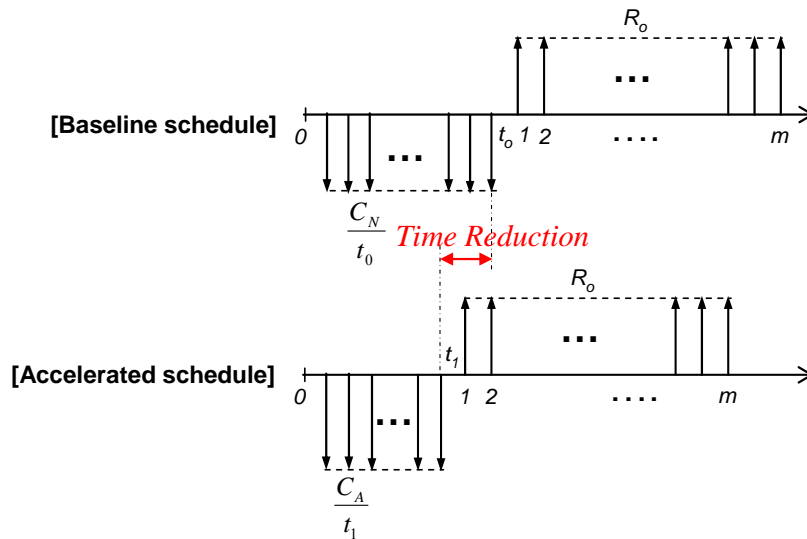 R_o
...
[Baseline schedule]
0
t_o 1 2 .... m
...
C_N
t_0
Time Reduction
R_o
...
[Accelerated schedule]
t_1
0
1 2 .... m
...
C_A
t_1